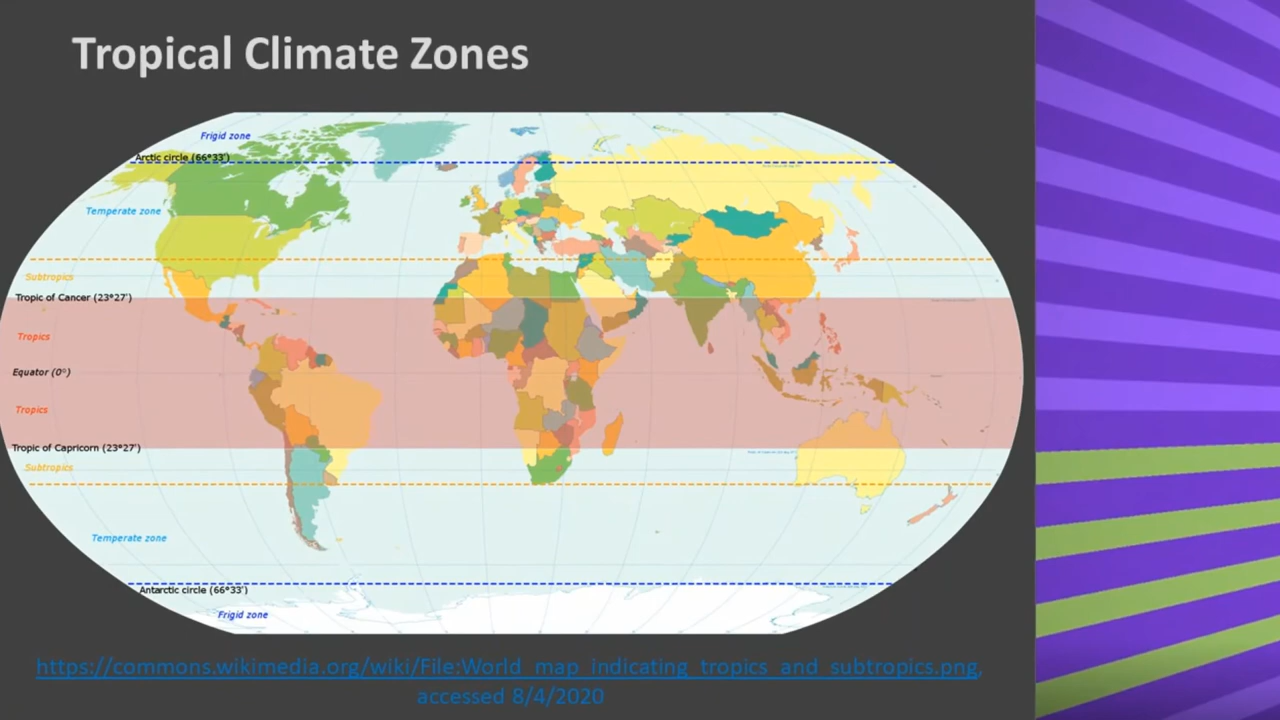 Tropical Climate Zones
Frigid zone
Arctic circle (66°33')
Temperate zone
Subtropics
Tropic of Cancer (23°27')
Tropics
Equator (0°)
Tropics
Tropic of Capricorn (23°27')
Subtropics
Temperate zone
Antarctic circle (66°33')
Frigid zone
https://commons.wikimedia.org/wiki/File:World_map_indicating_tropics_and_subtropics.png,
accessed 8/4/2020